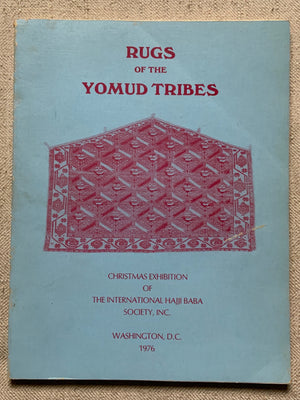 RUGS
OF THE
YOMUD TRIBES
CHRISTMAS EXHIBITION
OF
THE INTERNATIONAL HAJJI BABA
SOCIETY, INC.
WASHINGTON, D.C.
1976